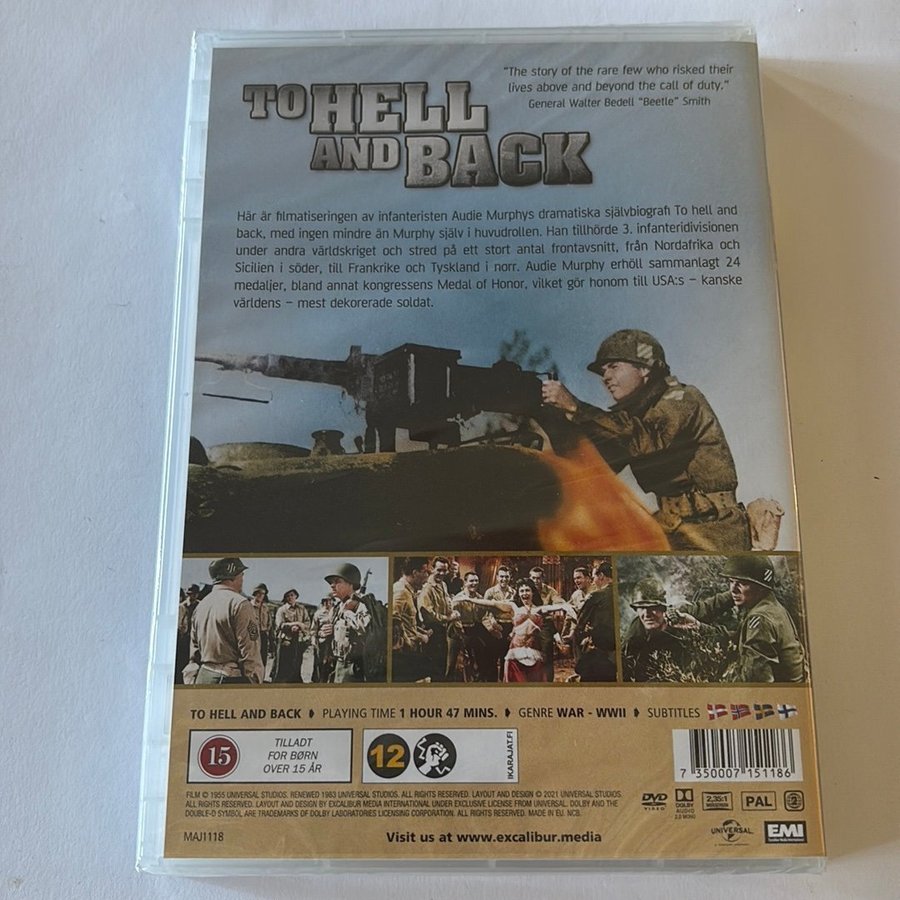 "The story of the rare few who risked their
lives above and beyond the call of duty."
General Walter Bedell "Beetle" Smith
TO HELL
AND BACK
Här är filmatiseringen av infanteristen Audie Murphys dramatiska självbiografi To hell and
back, med ingen mindre än Murphy själv i huvudrollen. Han tillhörde 3. infanteridivisionen
under andra världskriget och stred på ett stort antal frontavsnitt, från Nordafrika och
Sicilien i söder, till Frankrike och Tyskland i norr. Audie Murphy erhöll sammanlagt 24
medaljer, bland annat kongressens Medal of Honor, vilket gör honom till USA:s – kanske
världens – mest dekorerade soldat.
TO HELL AND BACK PLAYING TIME 1 HOUR 47 MINS. GENRE WAR - WWII SUBTITLES
15
TILLADT
FOR BØRN
OVER 15 ÅR
12
IKARAJAT.FI
7 350007 151186
FILM © 1955 UNIVERSAL STUDIOS. RENEWED 1983 UNIVERSAL STUDIOS. ALL RIGHTS RESERVED. LAYOUT AND DESIGN © 2021 UNIVERSAL STUDIOS.
ALL RIGHTS RESERVED. LAYOUT AND DESIGN BY EXCALIBUR MEDIA INTERNATIONAL UNDER EXCLUSIVE LICENSE FROM UNIVERSAL. DOLBY AND THE
DOUBLE-D SYMBOL ARE TRADEMARKS OF DOLBY LABORATORIES LICENSING CORPORATION. ALL RIGHTS RESERVED. MADE IN EU. NCB.
DVD
VIDEO
DOLBY
AUDIO
2.0 MONO
2.35:1
PAL
2
MAJ1118
Visit us at www.excalibur.media
UNIVERSAL
EMI